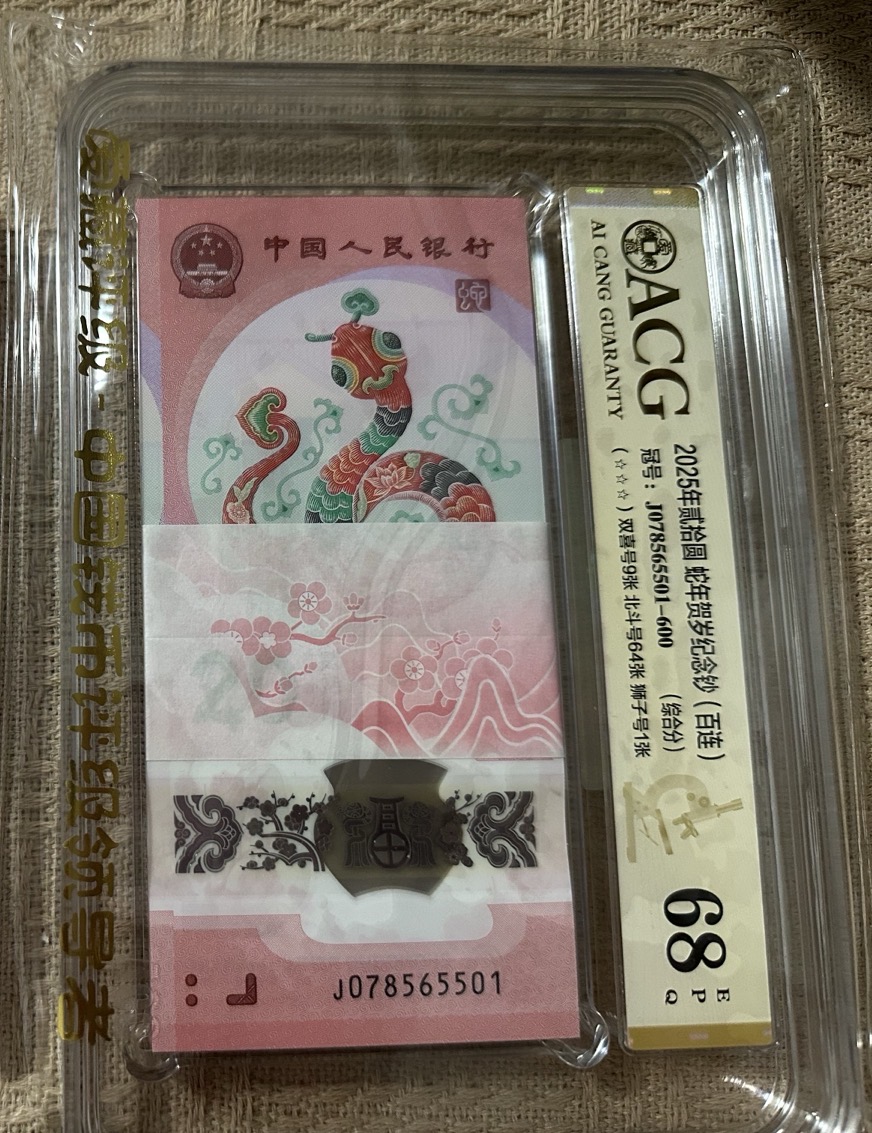 中国人民银行
J078565501
爱藏评级 - 中国钱币评级领导者
ACG
AI CANG GUARANTY
2025年贰拾圆 蛇年贺岁纪念钞（百连）
冠号：J078565501-600 （综合分）
（☆☆☆）双喜号9张 北斗号64张 狮子号1张
68
E
P
Q